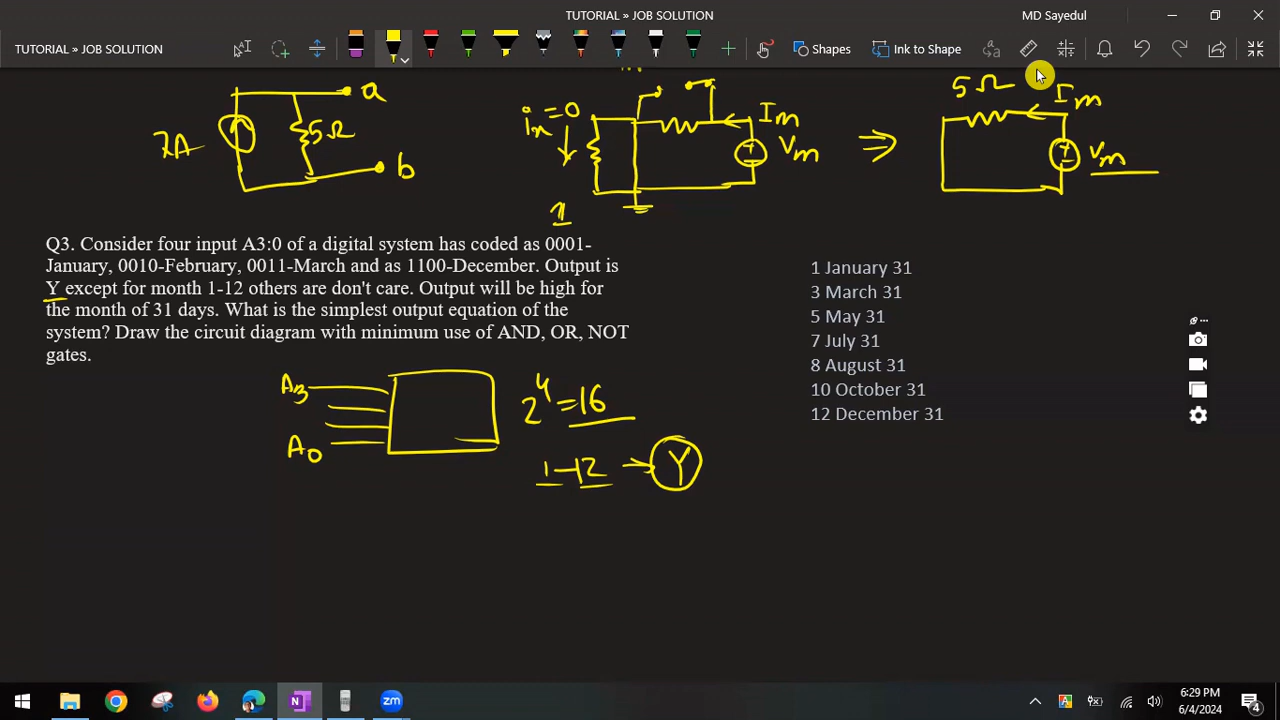 TUTORIAL » JOB SOLUTION
MD Sayedul
TUTORIAL » JOB SOLUTION
Shapes
Ink to Shape
7A
5Ω
a
b
ix=0
Im
Vm
1
⇒
5Ω
Im
Vm
Q3. Consider four input A3:0 of a digital system has coded as 0001-
January, 0010-February, 0011-March and as 1100-December. Output is
Y except for month 1-12 others are don't care. Output will be high for
the month of 31 days. What is the simplest output equation of the
system? Draw the circuit diagram with minimum use of AND, OR, NOT
gates.
1 January 31
3 March 31
5 May 31
7 July 31
8 August 31
10 October 31
12 December 31
A3
A0
2^4 =16
1-12 → Y
6:29 PM
6/4/2024
4